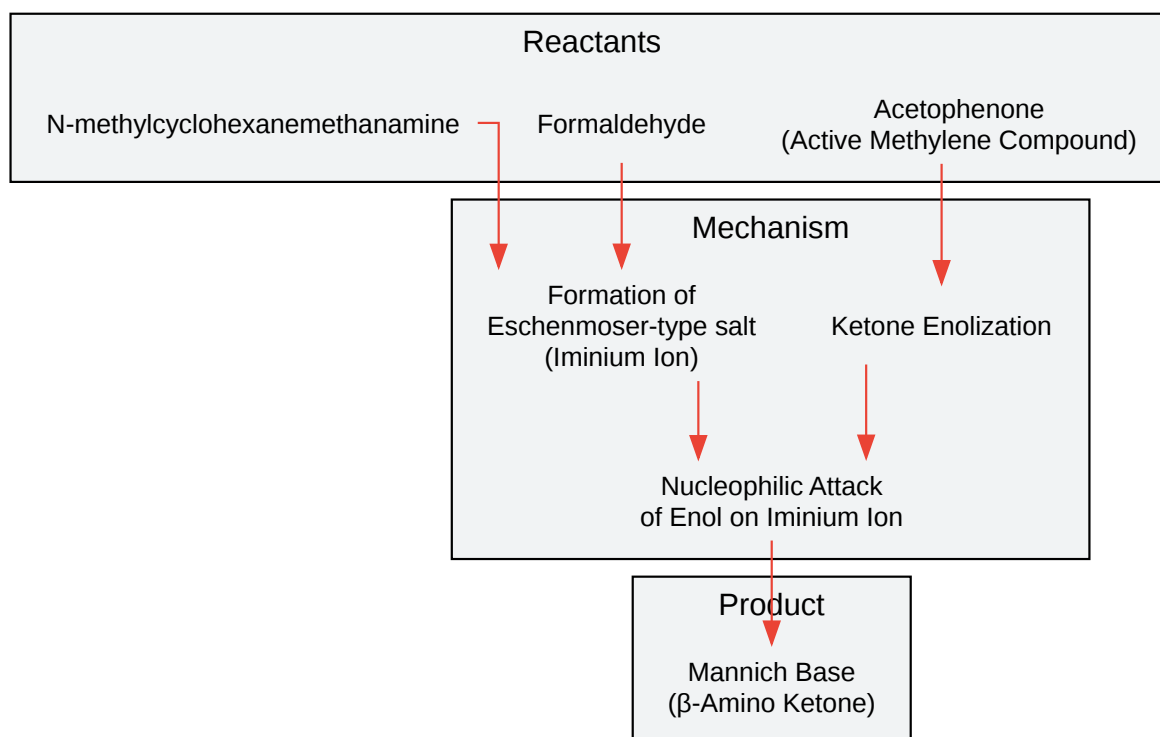 Reactants
N-methylcyclohexanemethanamine
Formaldehyde
Acetophenone
(Active Methylene Compound)
Mechanism
Formation of
Eschenmoser-type salt
(Iminium Ion)
Ketone Enolization
Nucleophilic Attack
of Enol on Iminium Ion
Product
Mannich Base
(β-Amino Ketone)